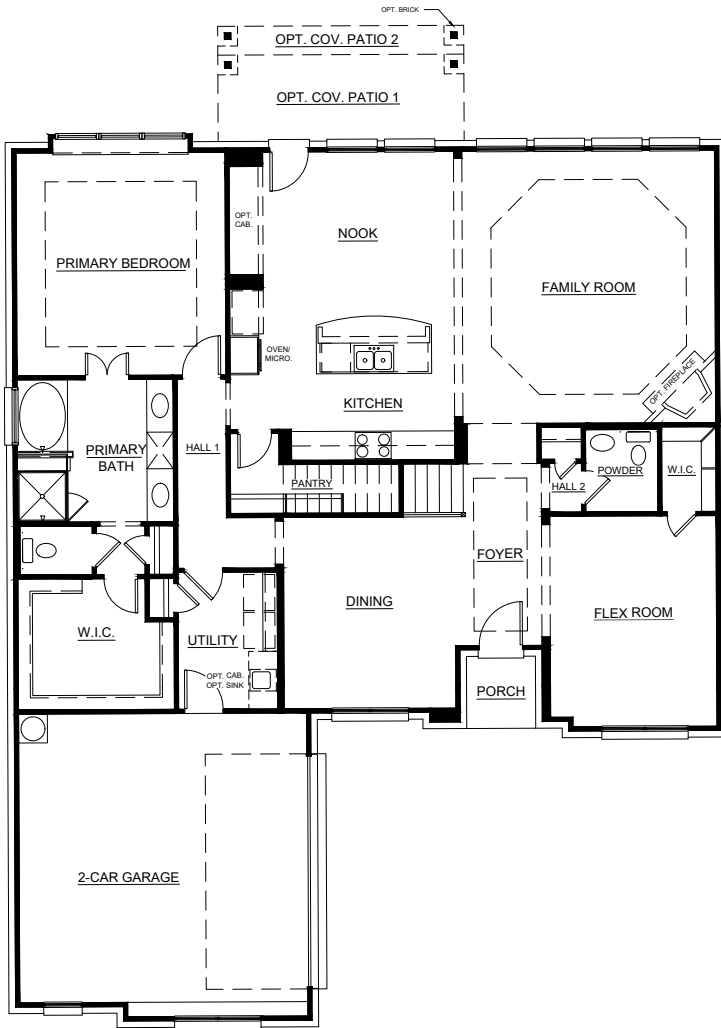 OPT. BRICK
OPT. COV. PATIO 2
OPT. COV. PATIO 1
OPT.
CAB.
NOOK
PRIMARY BEDROOM
FAMILY ROOM
OVEN/
MICRO.
OPT. FIREPLACE
KITCHEN
PRIMARY
BATH
HALL 1
POWDER
W.I.C.
PANTRY
HALL 2
FOYER
DINING
FLEX ROOM
W.I.C.
UTILITY
OPT. CAB.
OPT. SINK
PORCH
2-CAR GARAGE